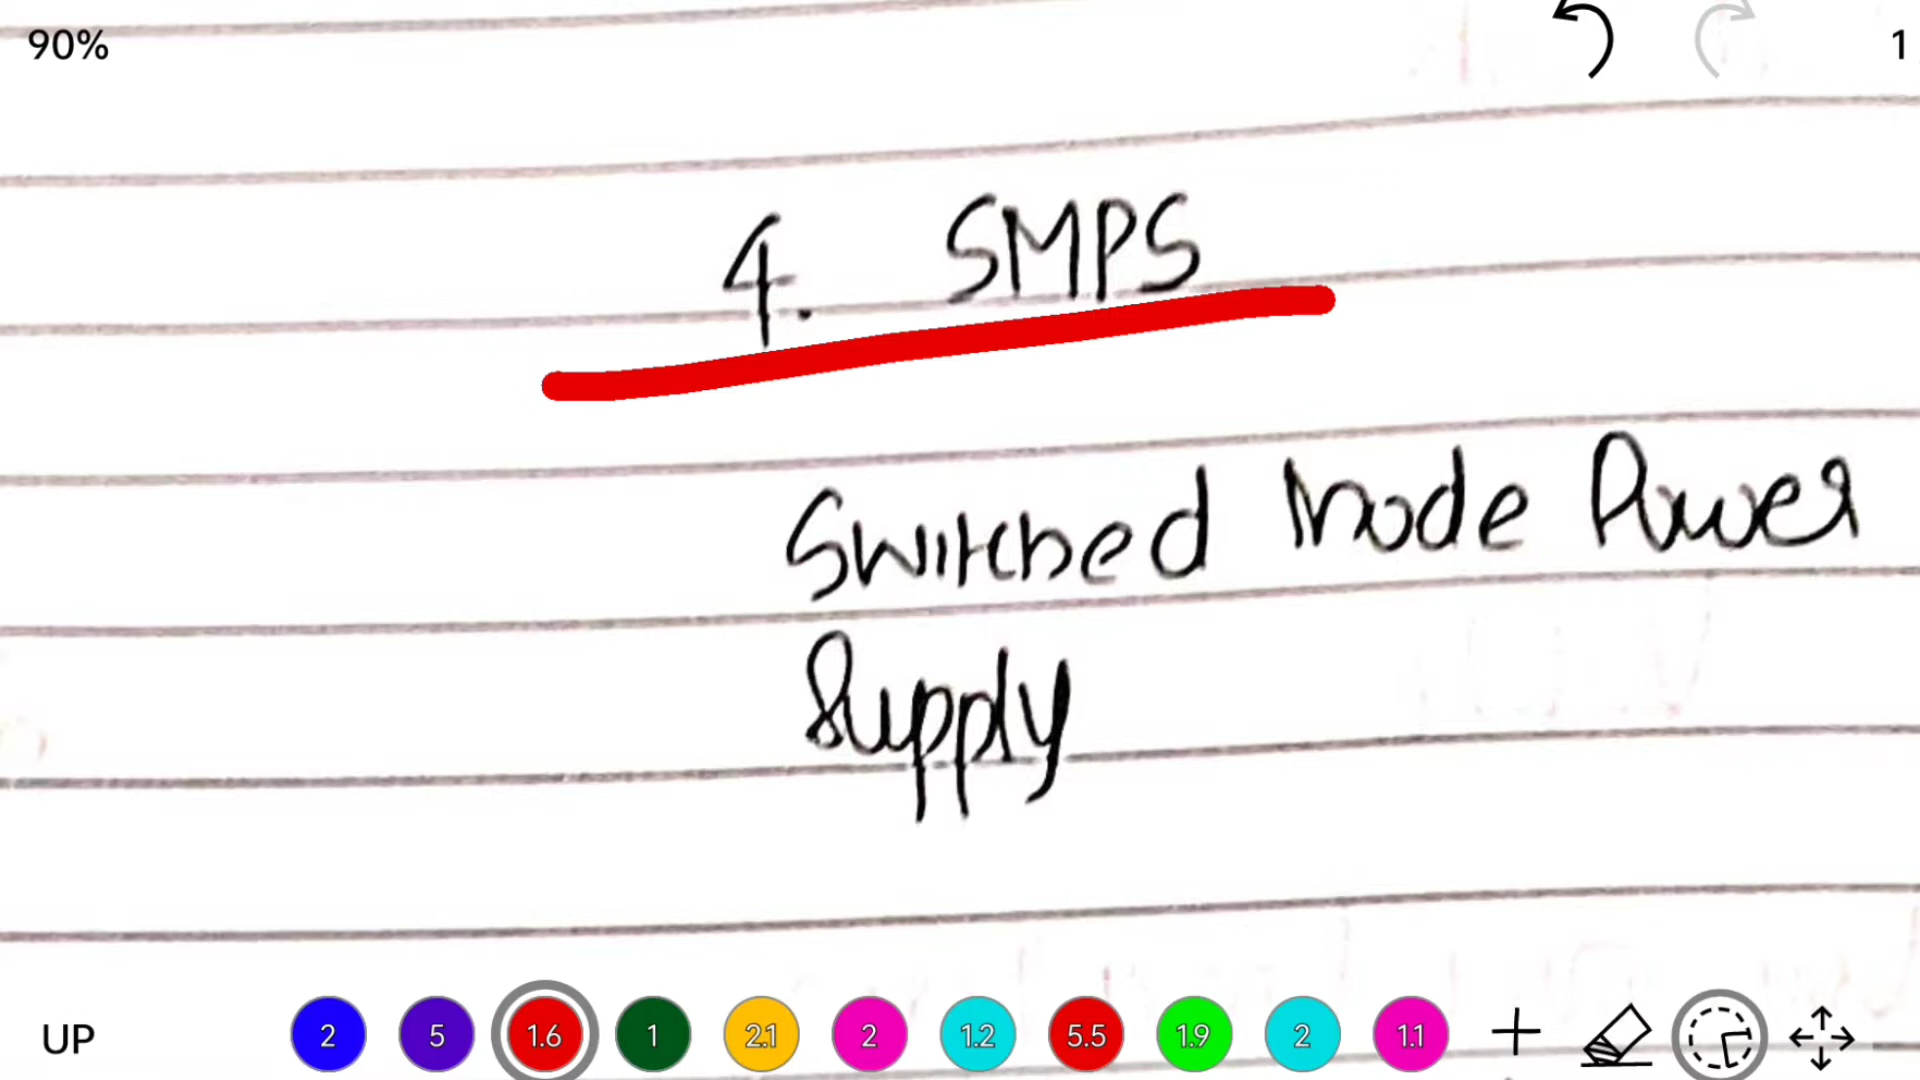 90%
1
4. SMPS
Switched Mode Power
Supply
UP
2 5 1.6 1 2.1 2 1.2 5.5 1.9 2 1.1